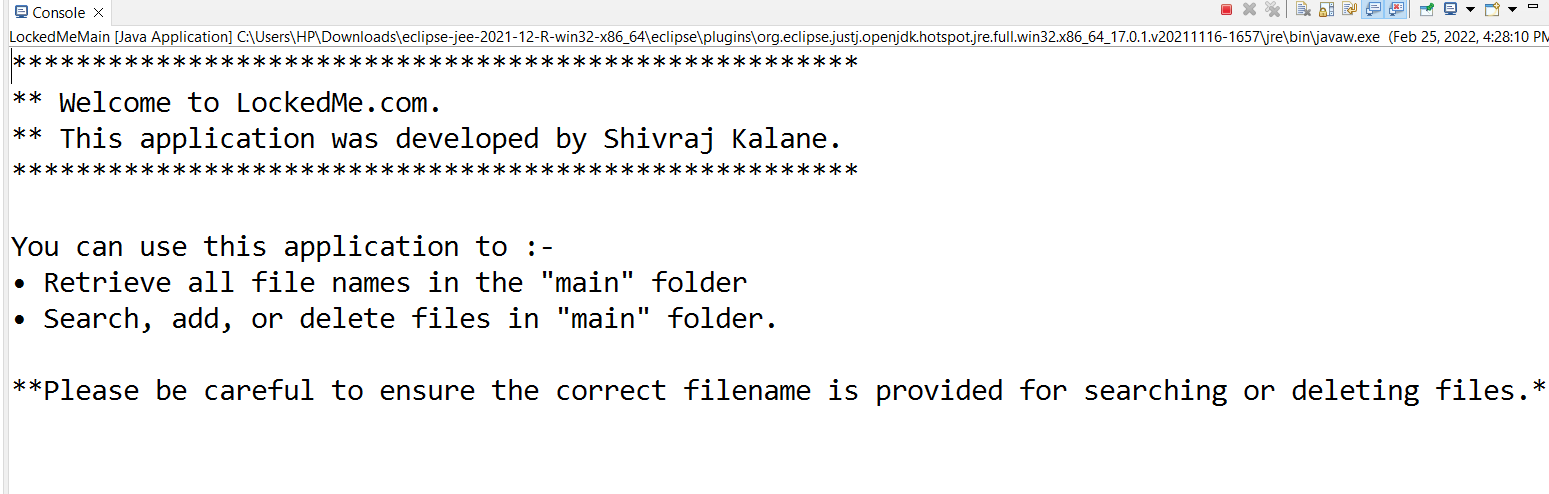 Console
LockedMeMain [Java Application] C:\Users\HP\Downloads\eclipse-jee-2021-12-R-win32-x86_64\eclipse\plugins\org.eclipse.justj.openjdk.hotspot.jre.full.win32.x86_64_17.0.1.v20211116-1657\jre\bin\javaw.exe (Feb 25, 2022, 4:28:10 PM
*****************************************************
** Welcome to LockedMe.com.
** This application was developed by Shivraj Kalane.
*****************************************************
You can use this application to :-
• Retrieve all file names in the "main" folder
• Search, add, or delete files in "main" folder.
**Please be careful to ensure the correct filename is provided for searching or deleting files.*